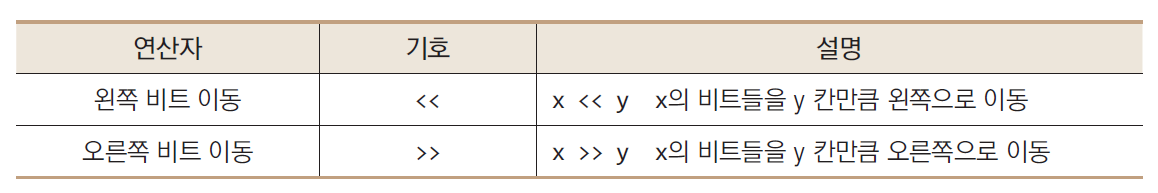 연산자 기호 설명
왼쪽 비트 이동 << x << y x의 비트들을 y 칸만큼 왼쪽으로 이동
오른쪽 비트 이동 >> x >> y x의 비트들을 y 칸만큼 오른쪽으로 이동